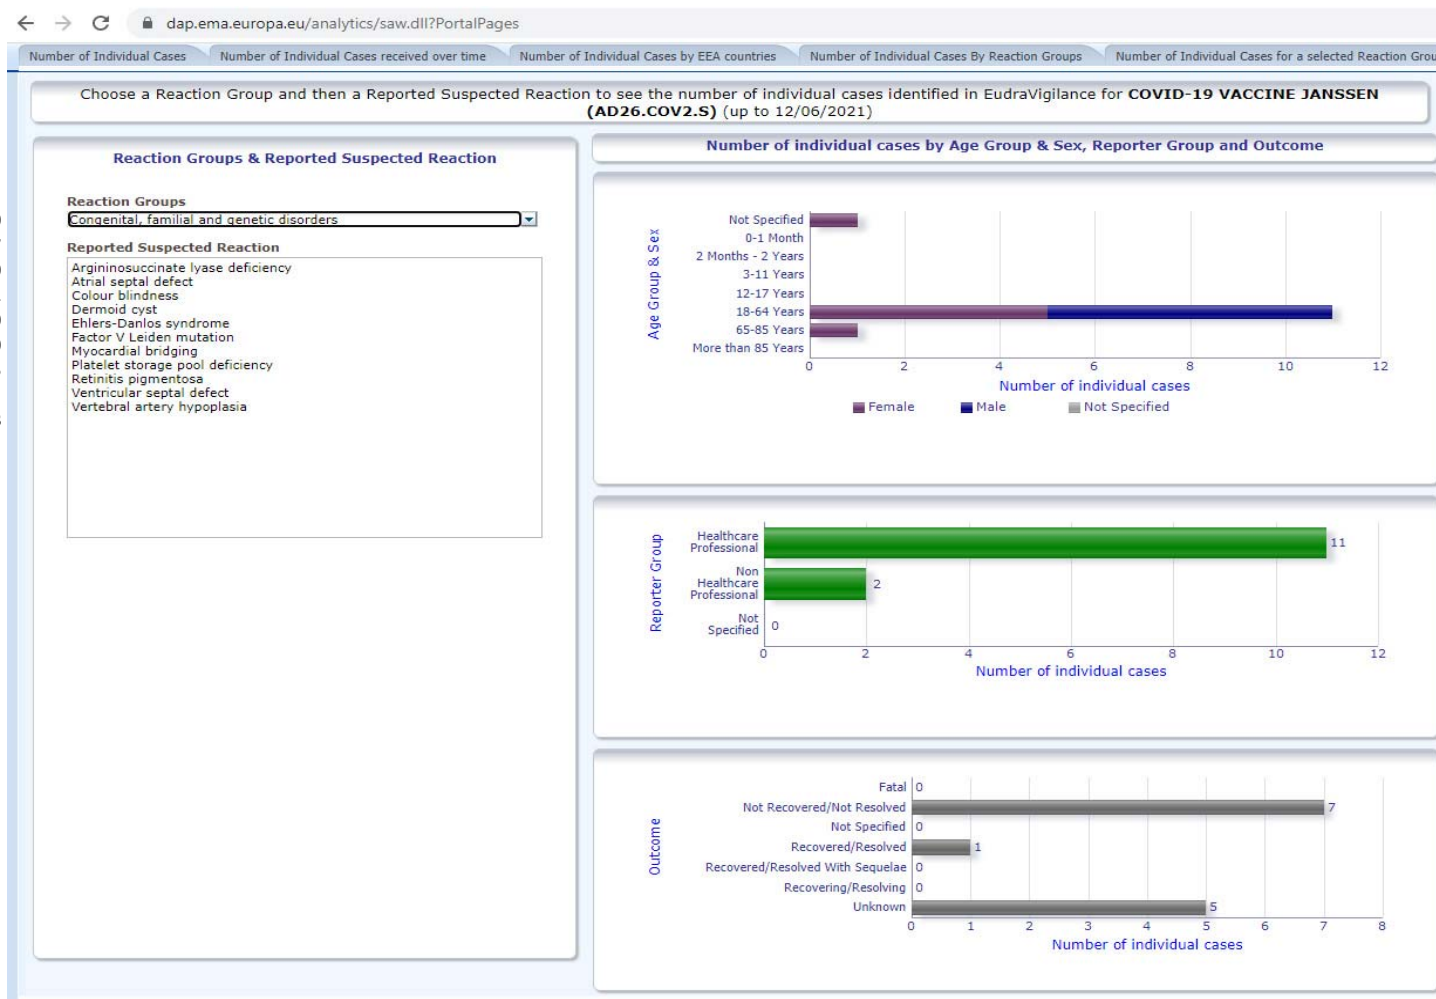 dap.ema.europa.eu/analytics/saw.dll?PortalPages
Number of Individual Cases
Number of Individual Cases received over time
Number of Individual Cases by EEA countries
Number of Individual Cases By Reaction Groups
Number of Individual Cases for a selected Reaction Grou
Choose a Reaction Group and then a Reported Suspected Reaction to see the number of individual cases identified in EudraVigilance for COVID-19 VACCINE JANSSEN
(AD26.COV2.S) (up to 12/06/2021)
Reaction Groups & Reported Suspected Reaction
Reaction Groups
Congenital, familial and genetic disorders
Reported Suspected Reaction
Argininosuccinate lyase deficiency
Atrial septal defect
Colour blindness
Dermoid cyst
Ehlers-Danlos syndrome
Factor V Leiden mutation
Myocardial bridging
Platelet storage pool deficiency
Retinitis pigmentosa
Ventricular septal defect
Vertebral artery hypoplasia
Number of individual cases by Age Group & Sex, Reporter Group and Outcome
Age Group & Sex
Not Specified
0-1 Month
2 Months - 2 Years
3-11 Years
12-17 Years
18-64 Years
65-85 Years
More than 85 Years
0 2 4 6 8 10 12
Number of individual cases
Female Male Not Specified
Reporter Group
Healthcare
Professional
11
Non
Healthcare
Professional
2
Not
Specified
0
0 2 4 6 8 10 12
Number of individual cases
Outcome
Fatal 0
Not Recovered/Not Resolved 7
Not Specified 0
Recovered/Resolved 1
Recovered/Resolved With Sequelae 0
Recovering/Resolving 0
Unknown 5
0 1 2 3 4 5 6 7 8
Number of individual cases